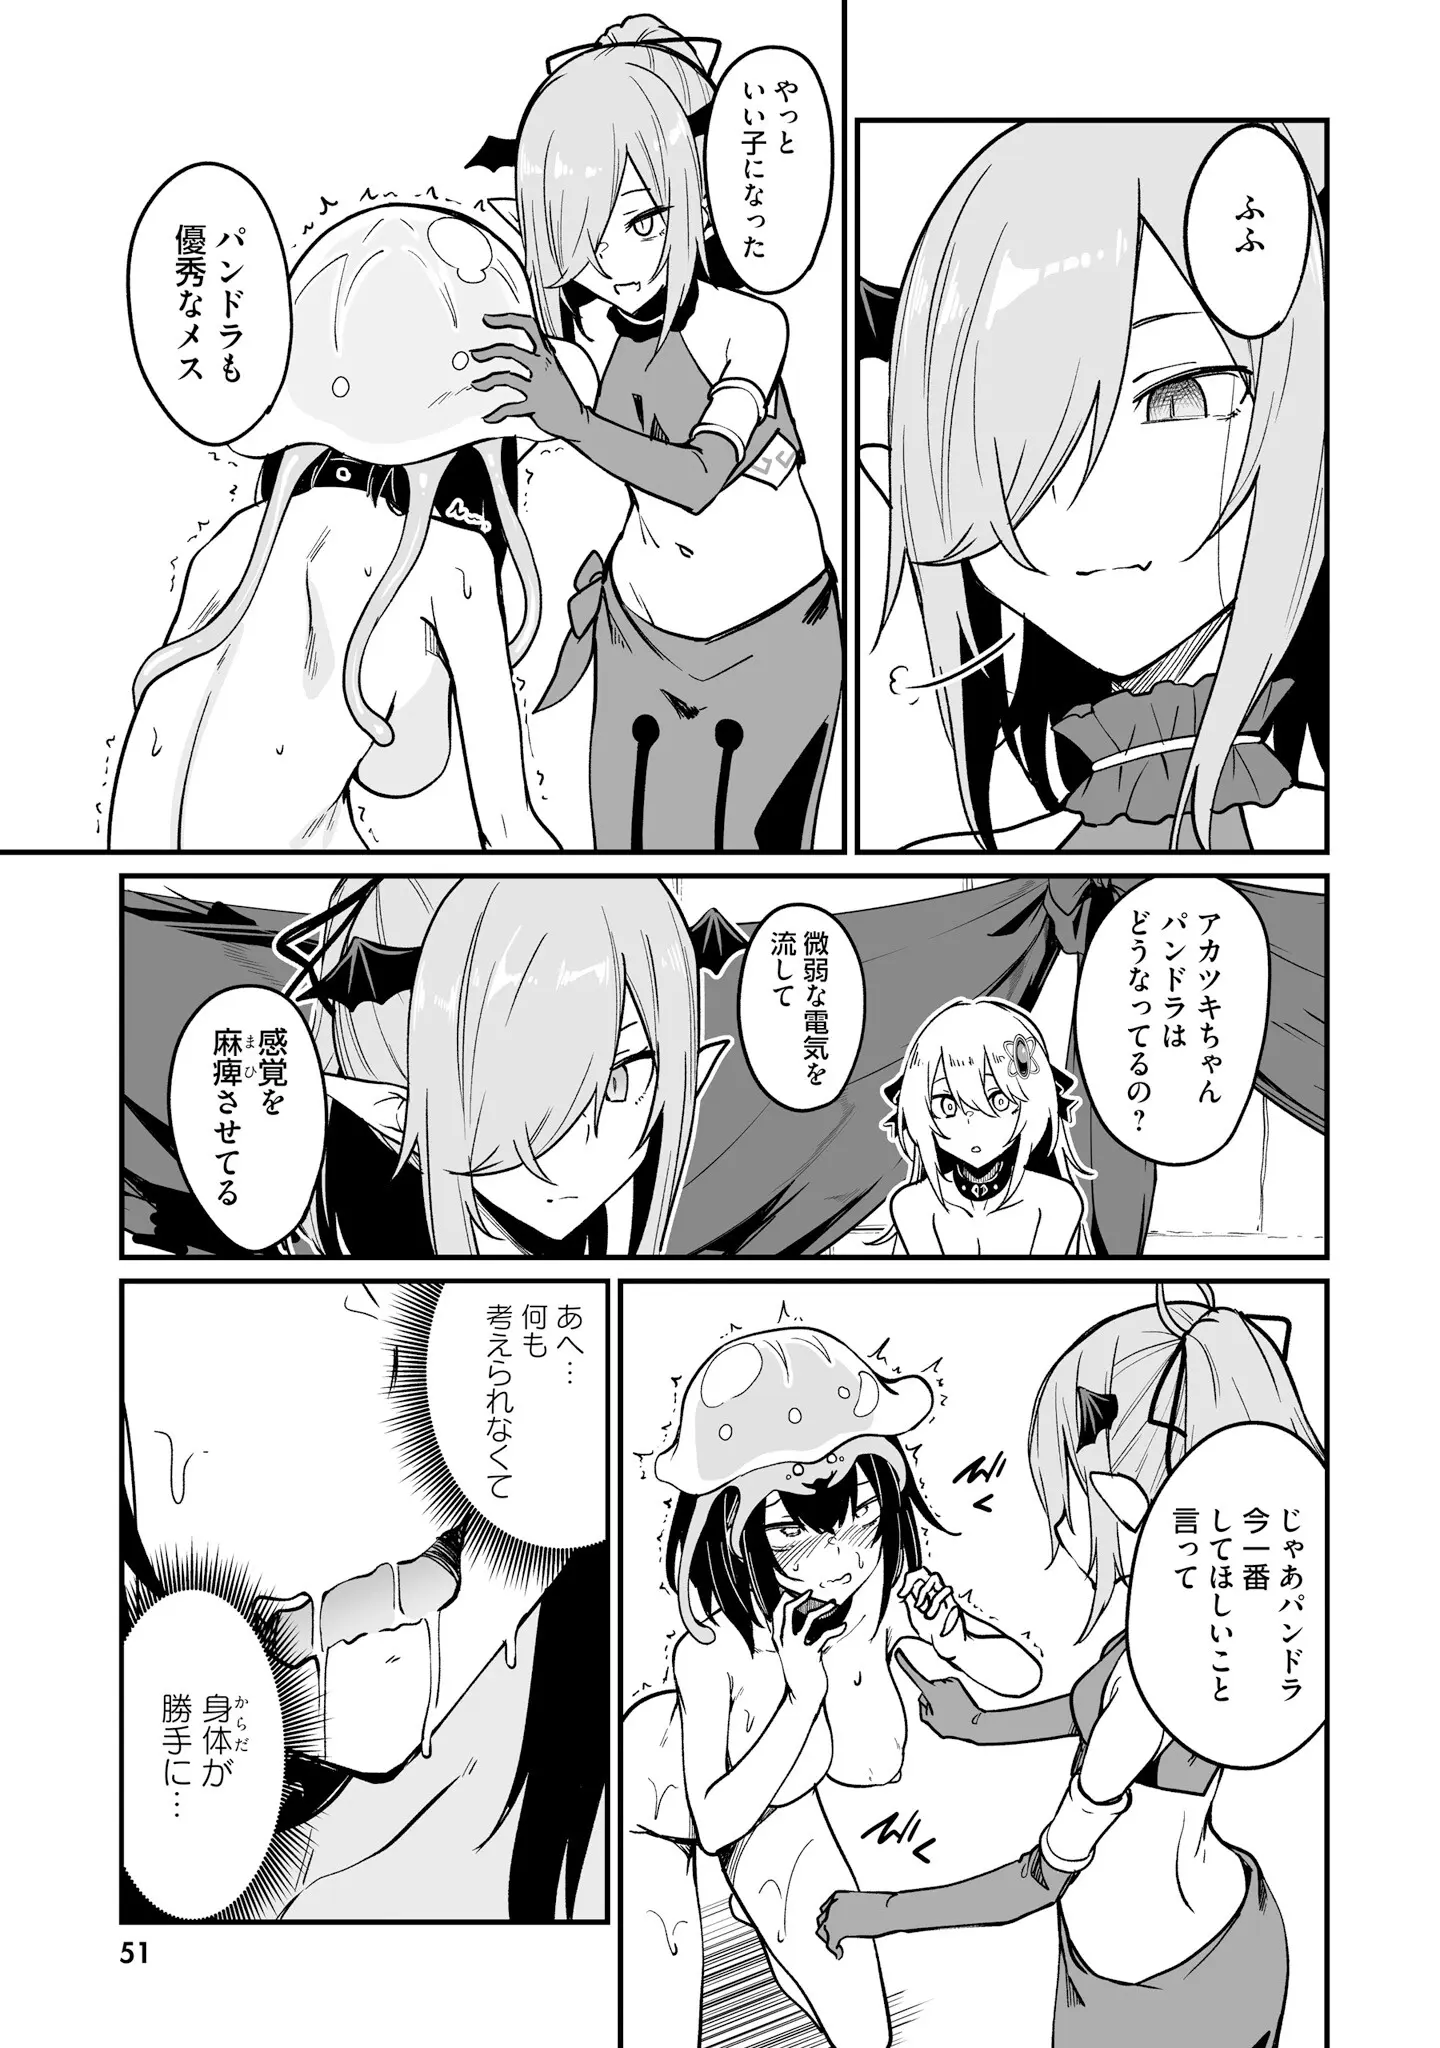 ふふ
やっと
いい子になった
パンドラも
優秀なメス
アカツキちゃん
パンドラは
どうなってるの?
微弱な電気を
流して
感覚を
麻痺させてる
まひ
じゃあパンドラ
今一番
してほしいこと
言って
あへ…
何も
考えられなくて
身体が
からだ
勝手に…
51